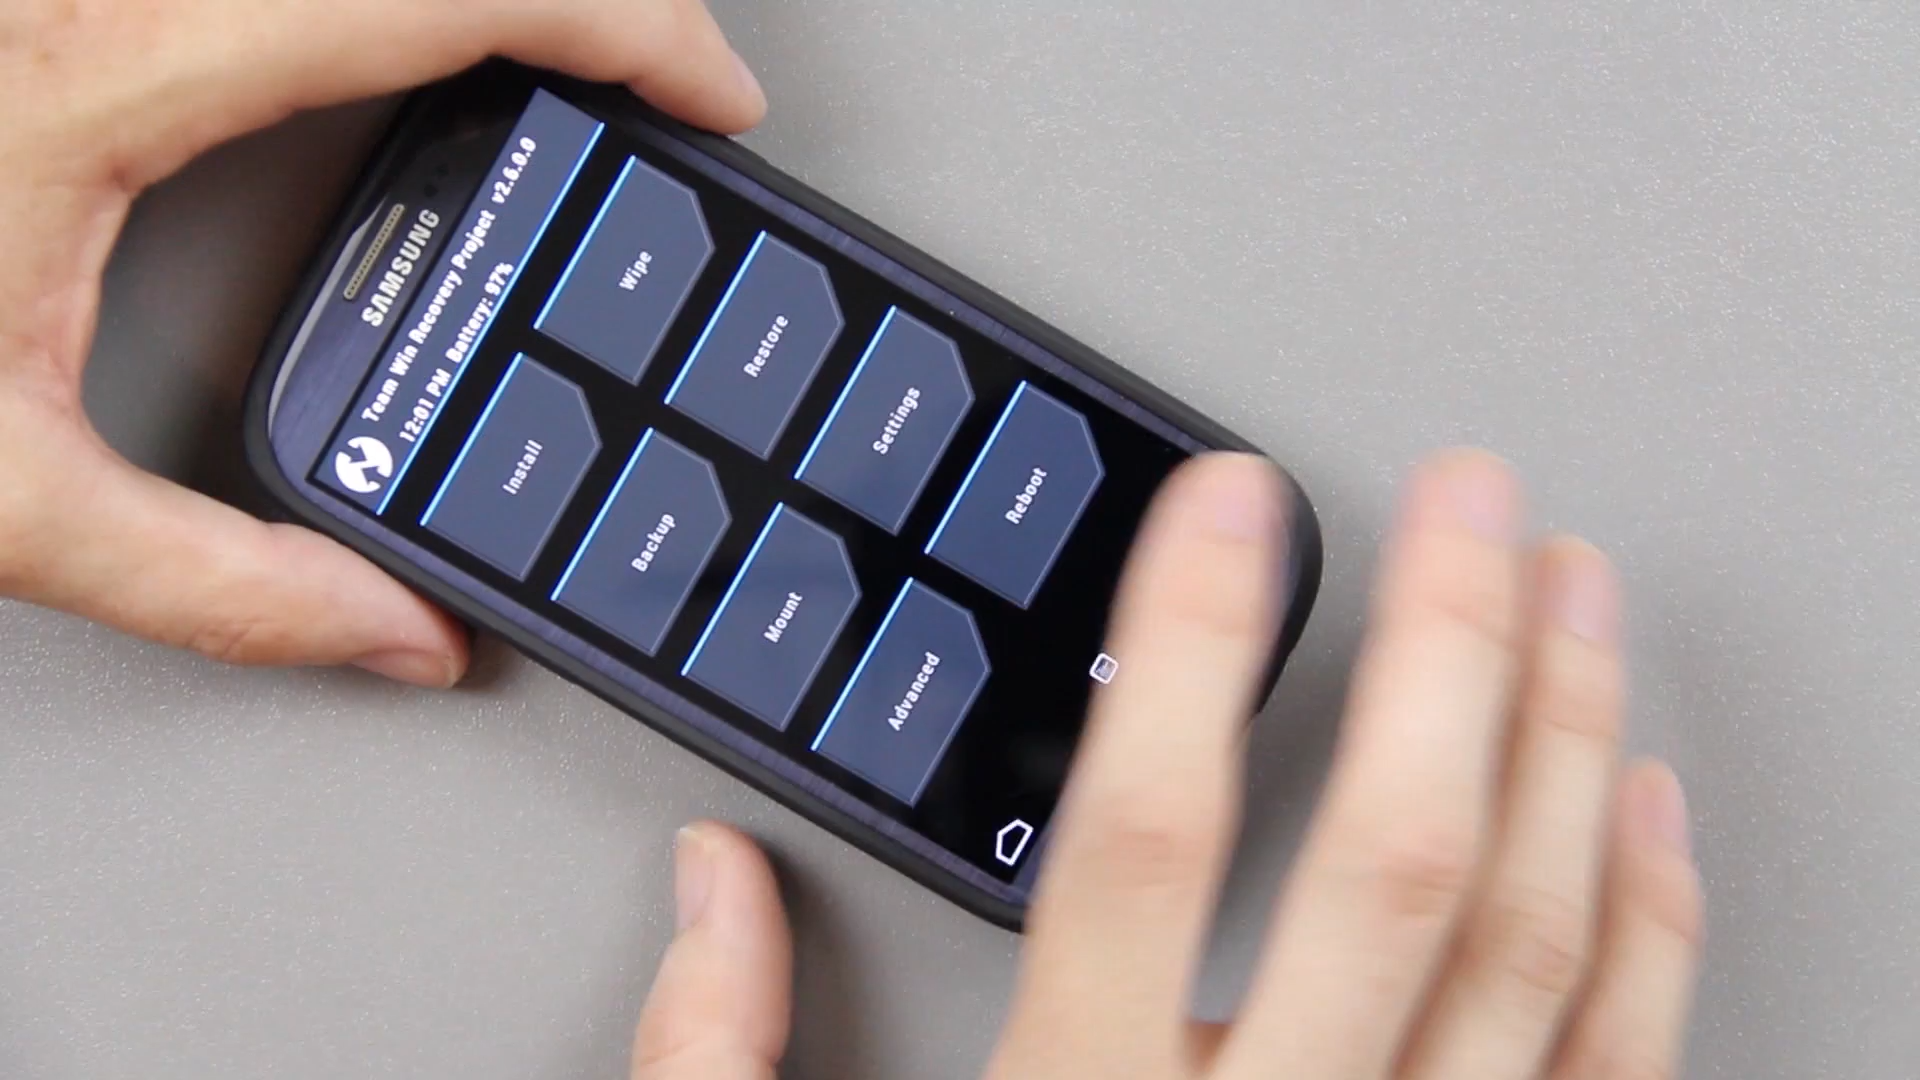 SAMSUNG
Team Win Recovery Project v2.6.0.0
12:01 PM Battery: 97%
Install
Wipe
Backup
Restore
Mount
Settings
Advanced
Reboot